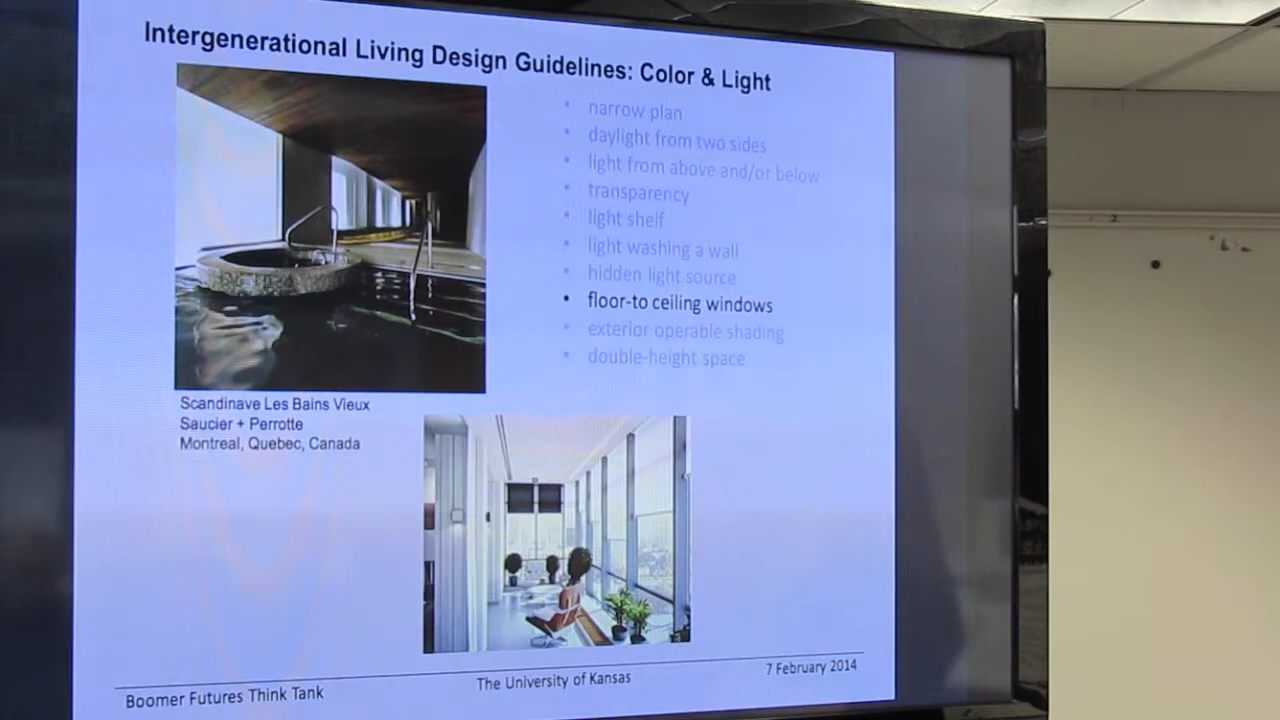 Intergenerational Living Design Guidelines: Color & Light
• narrow plan
• daylight from two sides
• light from above and/or below
• transparency
• light shelf
• light washing a wall
• hidden light source
• floor-to ceiling windows
• exterior operable shading
• double-height space
Scandinave Les Bains Vieux
Saucier + Perrotte
Montreal, Quebec, Canada
Boomer Futures Think Tank
The University of Kansas
7 February 2014